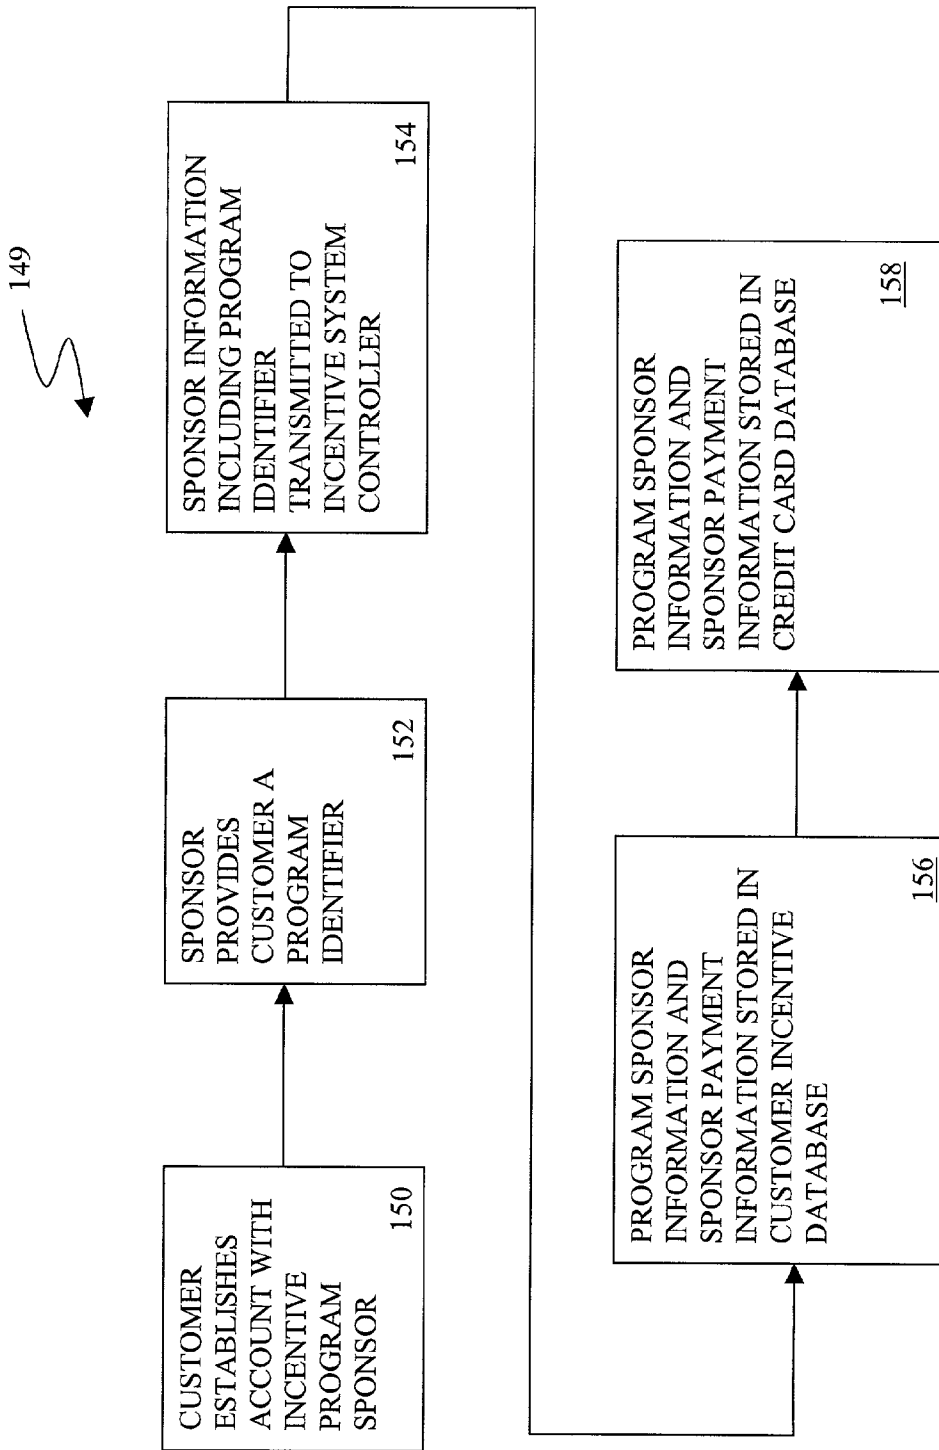 149
CUSTOMER
ESTABLISHES
ACCOUNT WITH
INCENTIVE
PROGRAM
SPONSOR
150
SPONSOR
PROVIDES
CUSTOMER A
PROGRAM
IDENTIFIER
152
SPONSOR INFORMATION
INCLUDING PROGRAM
IDENTIFIER
TRANSMITTED TO
INCENTIVE SYSTEM
CONTROLLER
154
PROGRAM SPONSOR
INFORMATION AND
SPONSOR PAYMENT
INFORMATION STORED IN
CUSTOMER INCENTIVE
DATABASE
156
PROGRAM SPONSOR
INFORMATION AND
SPONSOR PAYMENT
INFORMATION STORED IN
CREDIT CARD DATABASE
158